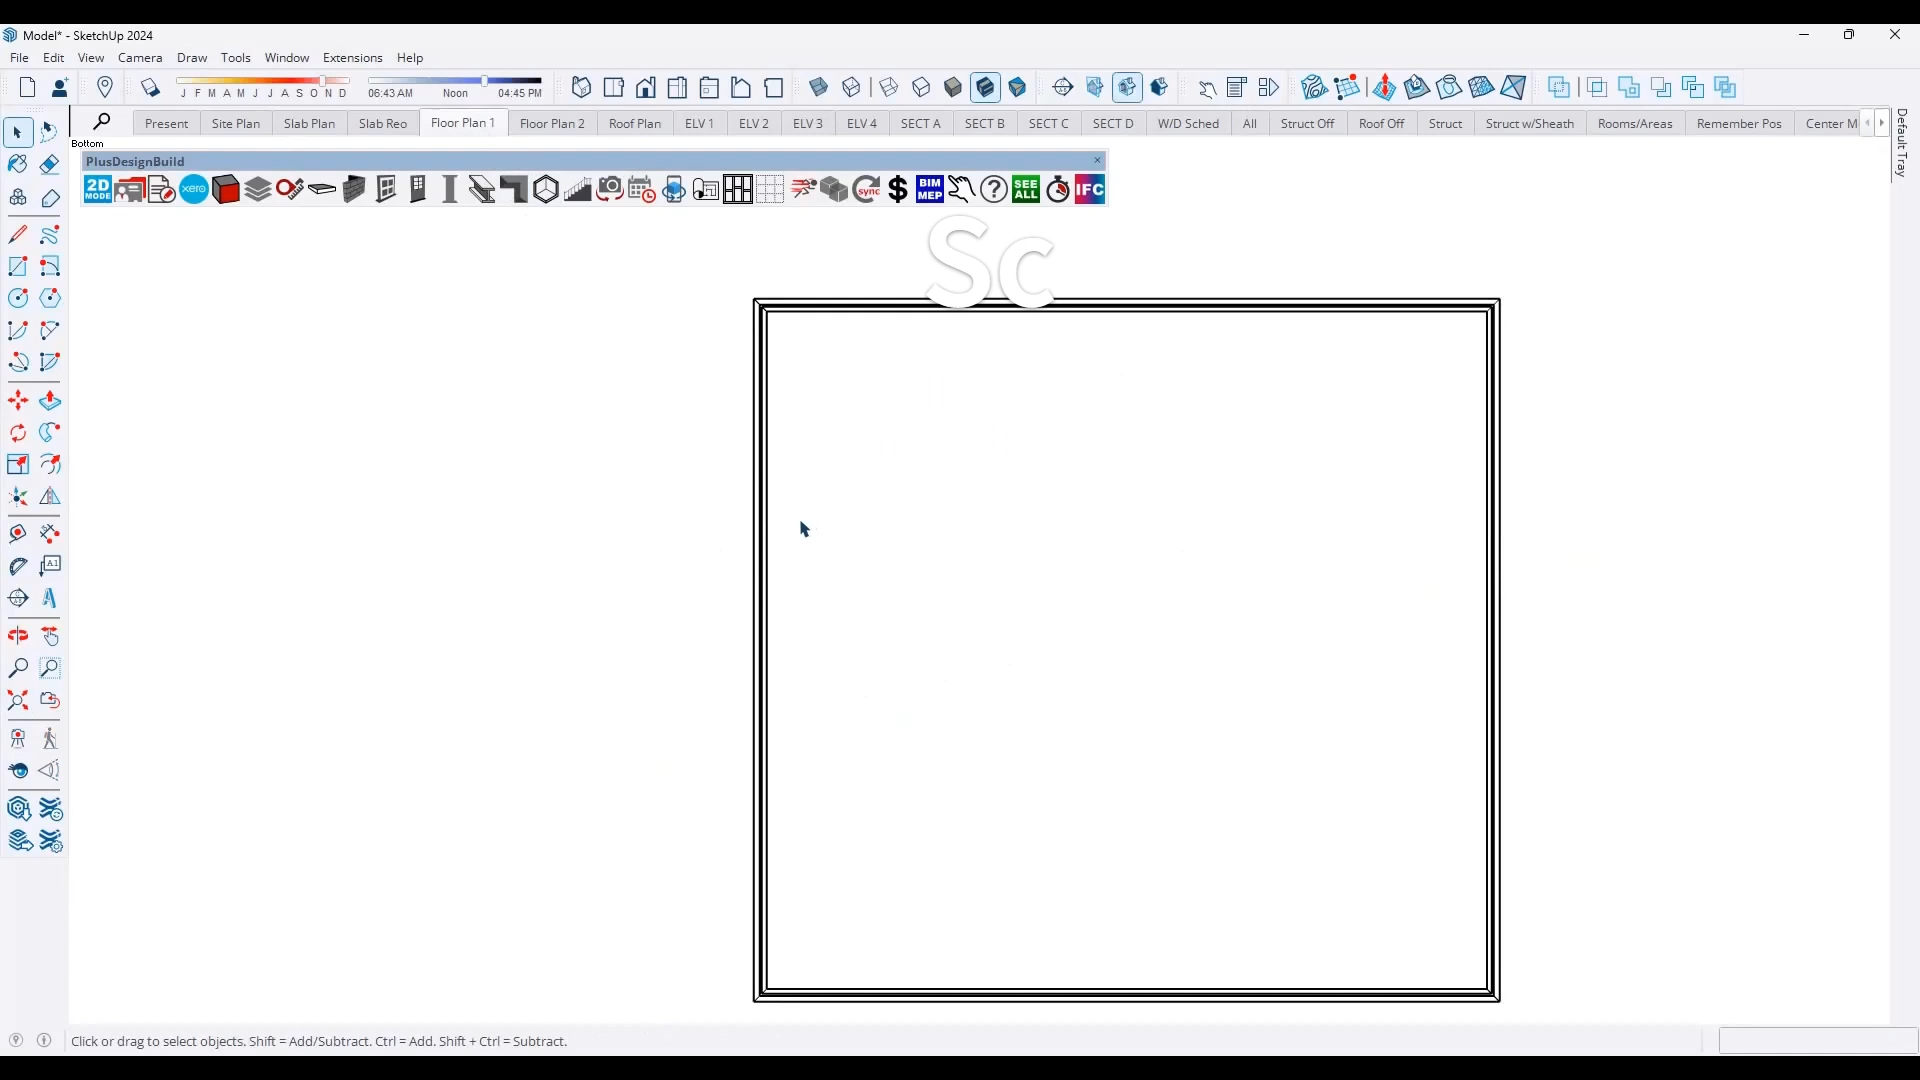 Model* - SketchUp 2024
File Edit View Camera Draw Tools Window Extensions Help
J F M A M J J A S O N D 06:43 AM Noon 04:45 PM
Present Site Plan Slab Plan Slab Reo Floor Plan 1 Floor Plan 2 Roof Plan ELV 1 ELV 2 ELV 3 ELV 4 SECT A SECT B SECT C SECT D W/D Sched All Struct Off Roof Off Struct Struct w/Sheath Rooms/Areas Remember Pos Center M
Default Tray
Bottom
PlusDesignBuild
2D MODE xero sync $ BIM MEP ? SEE ALL IFC
Sc
A1
A
Click or drag to select objects. Shift = Add/Subtract. Ctrl = Add. Shift + Ctrl = Subtract.